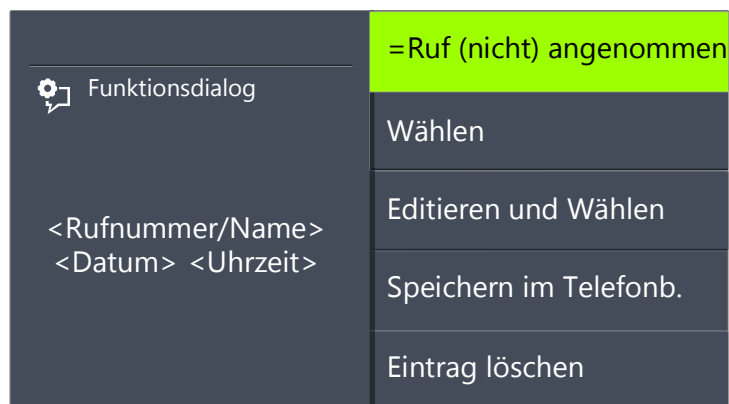 Funktionsdialog
<Rufnummer/Name>
<Datum> <Uhrzeit>
=Ruf (nicht) angenommen
Wählen
Editieren und Wählen
Speichern im Telefonb.
Eintrag löschen